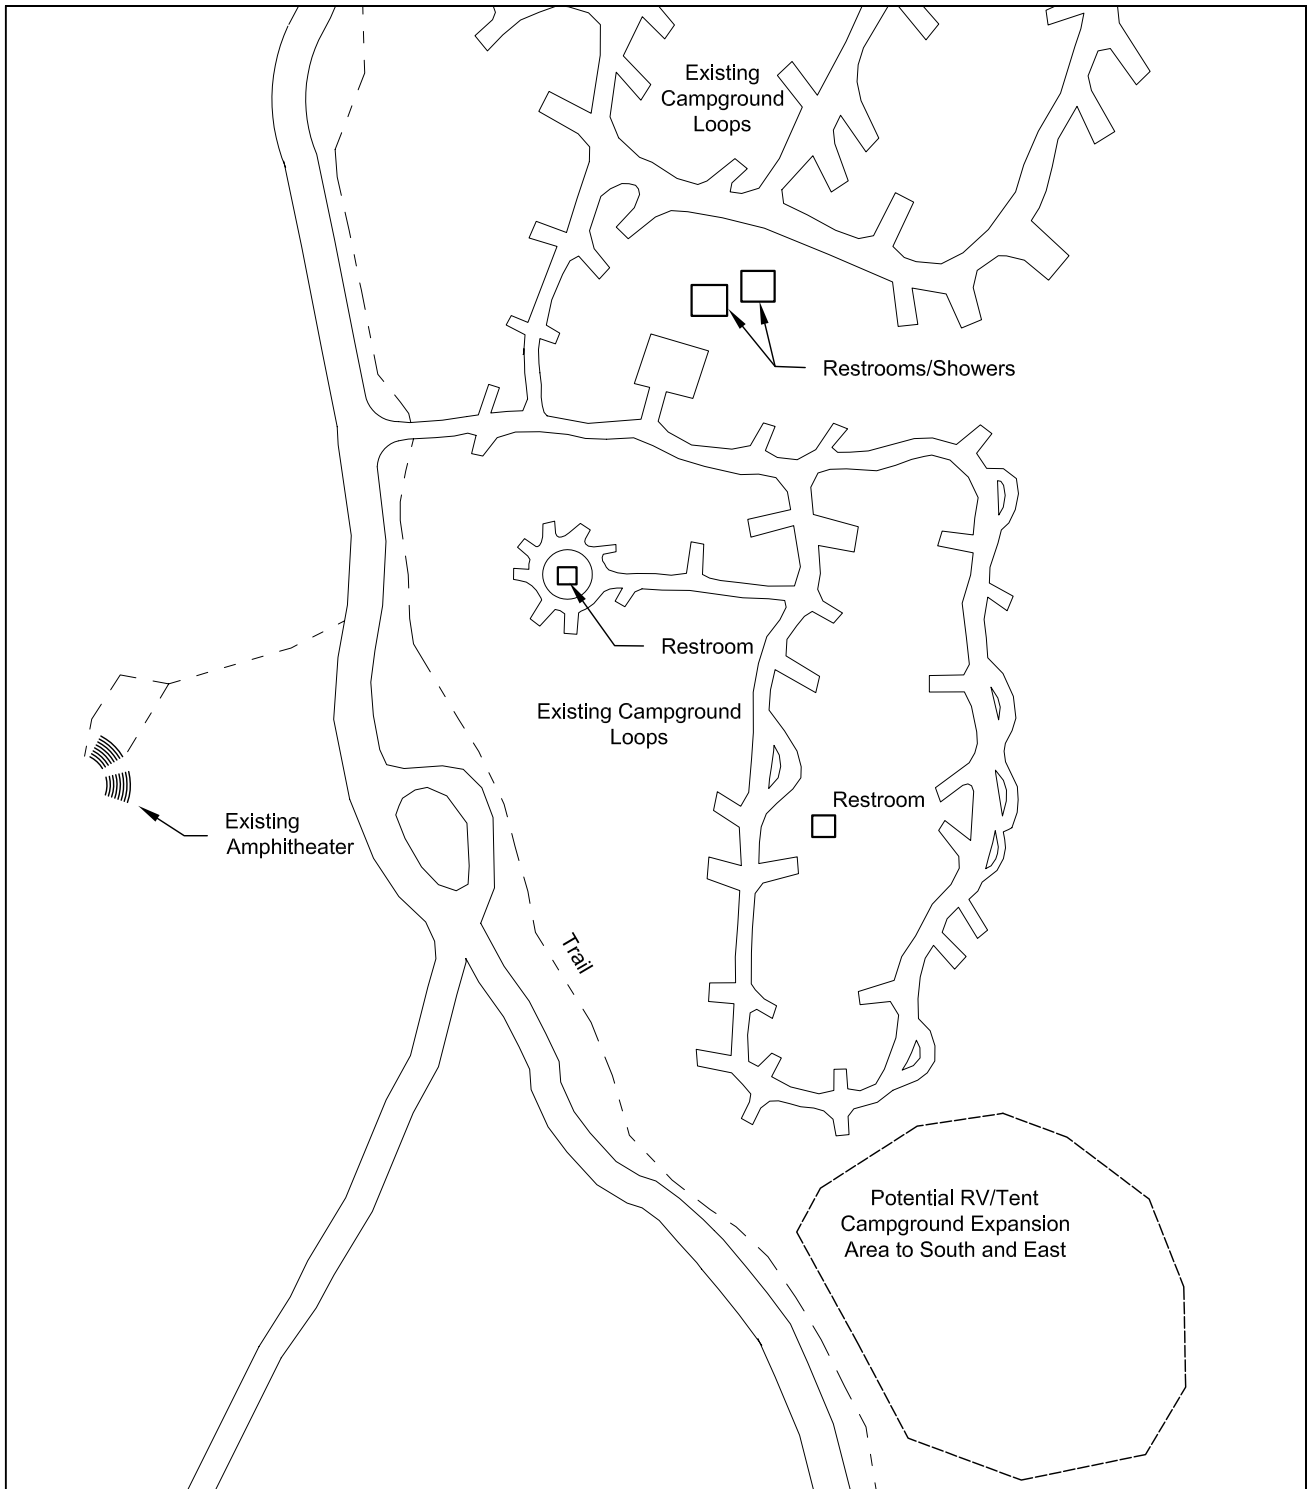 Existing
Campground
Loops
Restrooms/Showers
Restroom
Existing Campground
Loops
Restroom
Existing
Amphitheater
Trail
Potential RV/Tent
Campground Expansion
Area to South and East